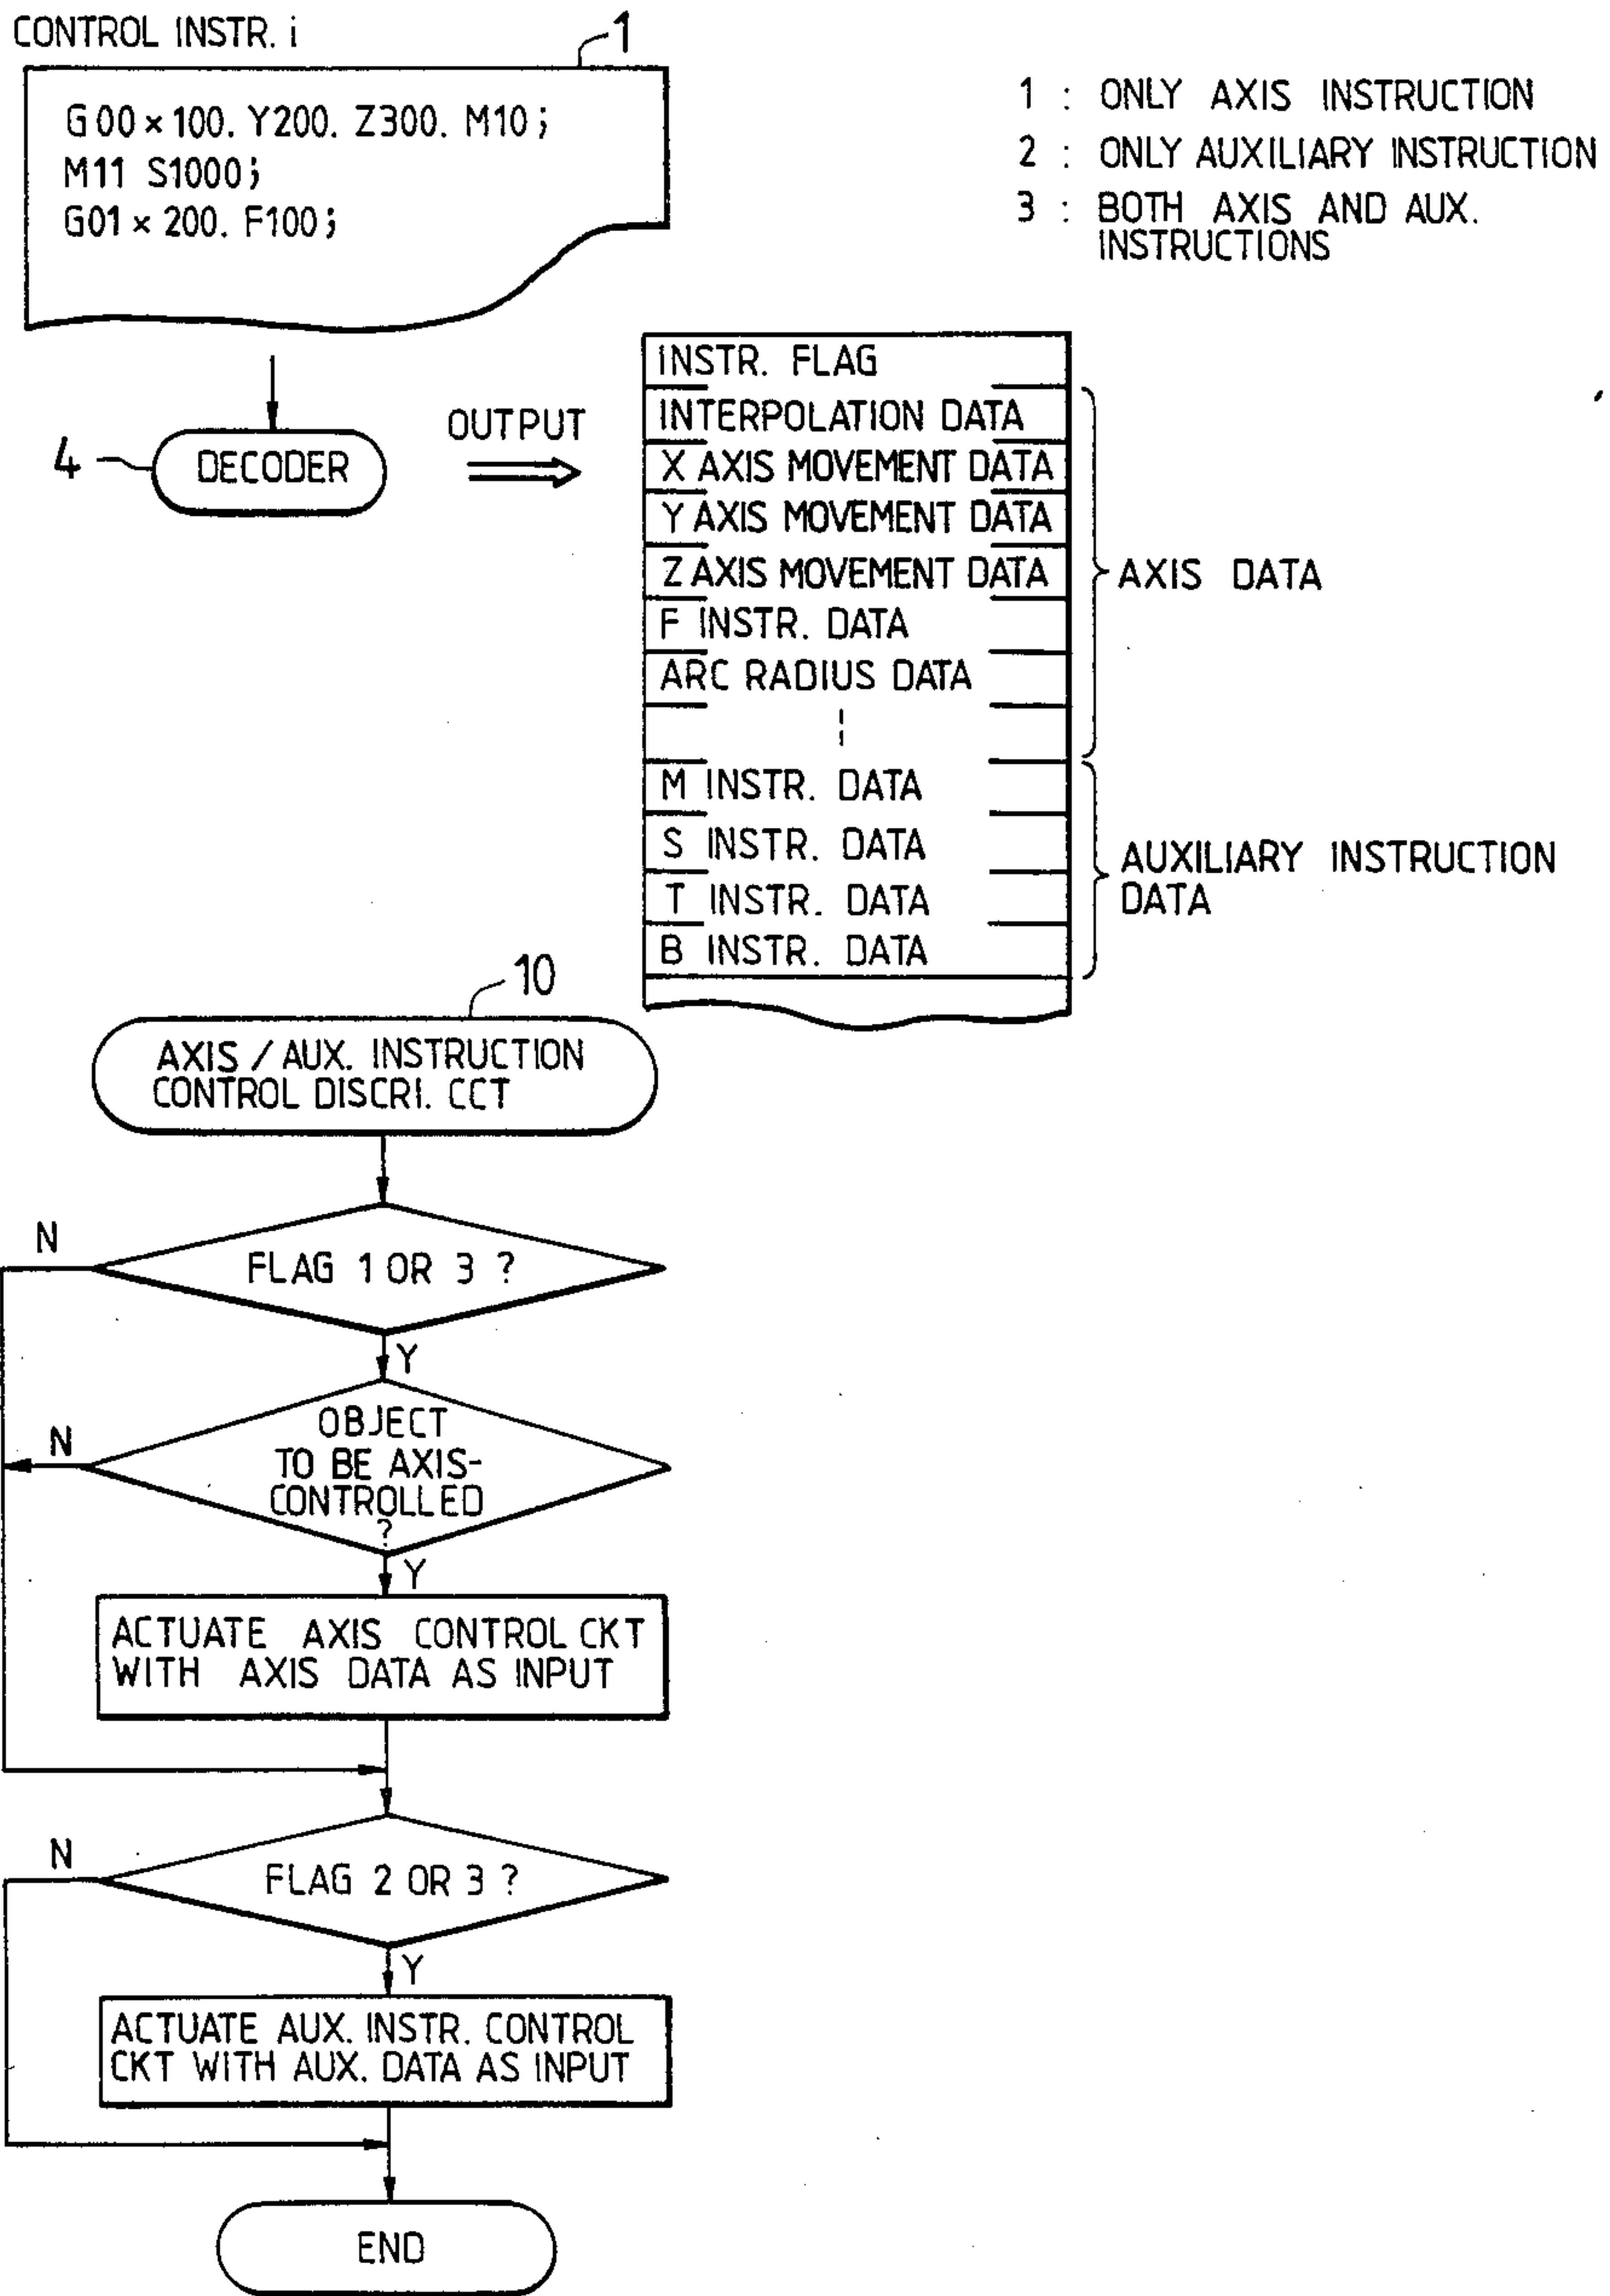 CONTROL INSTR. i
1
G00×100. Y200. Z300. M10;
M11 S1000;
G01×200. F100;
1 : ONLY AXIS INSTRUCTION
2 : ONLY AUXILIARY INSTRUCTION
3 : BOTH AXIS AND AUX.
INSTRUCTIONS
4
DECODER
OUTPUT
INSTR. FLAG
INTERPOLATION DATA
X AXIS MOVEMENT DATA
Y AXIS MOVEMENT DATA
Z AXIS MOVEMENT DATA
F INSTR. DATA
ARC RADIUS DATA
AXIS DATA
M INSTR. DATA
S INSTR. DATA
T INSTR. DATA
B INSTR. DATA
AUXILIARY INSTRUCTION
DATA
10
AXIS / AUX. INSTRUCTION
CONTROL DISCRI. CCT
N
FLAG 1 OR 3 ?
Y
N
OBJECT
TO BE AXIS-
CONTROLLED
?
Y
ACTUATE AXIS CONTROL CKT
WITH AXIS DATA AS INPUT
N
FLAG 2 OR 3 ?
Y
ACTUATE AUX. INSTR. CONTROL
CKT WITH AUX. DATA AS INPUT
END